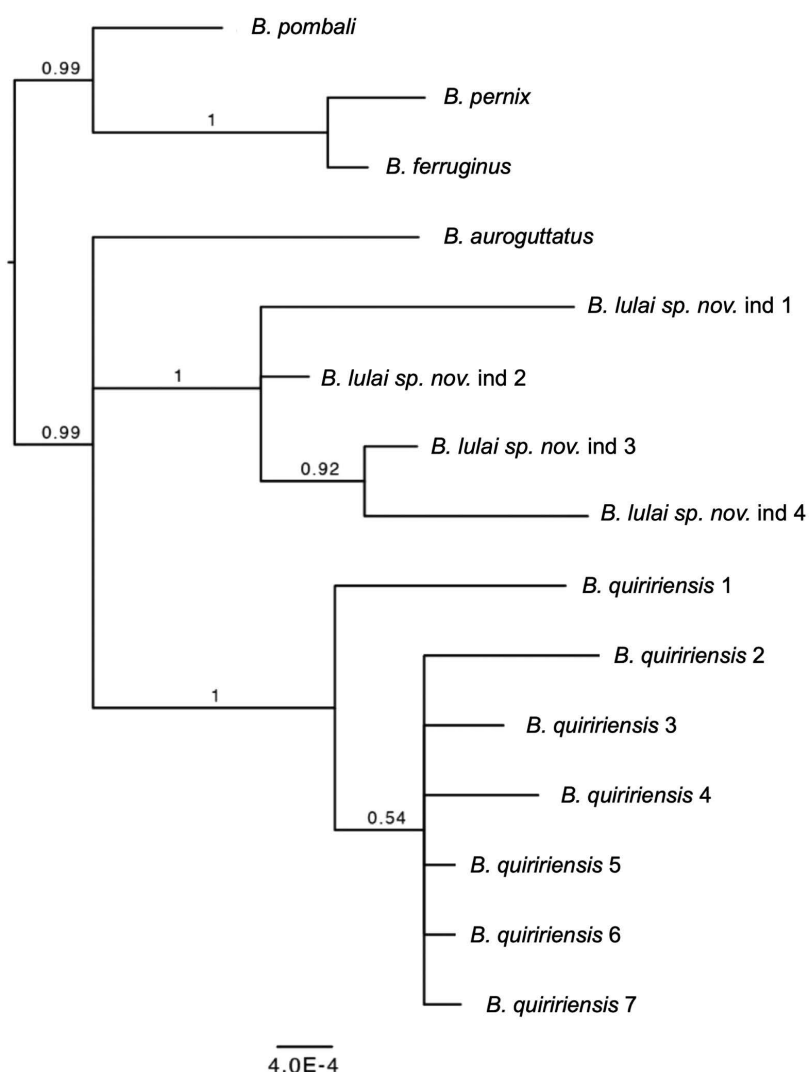 B. pombali
0.99
B. pernix
1
B. ferruginus
B. auroguttatus
B. lulai sp. nov. ind 1
1
B. lulai sp. nov. ind 2
0.99
B. lulai sp. nov. ind 3
0.92
B. lulai sp. nov. ind 4
B. quiririensis 1
B. quiririensis 2
1
B. quiririensis 3
B. quiririensis 4
0.54
B. quiririensis 5
B. quiririensis 6
B. quiririensis 7
4.0E-4